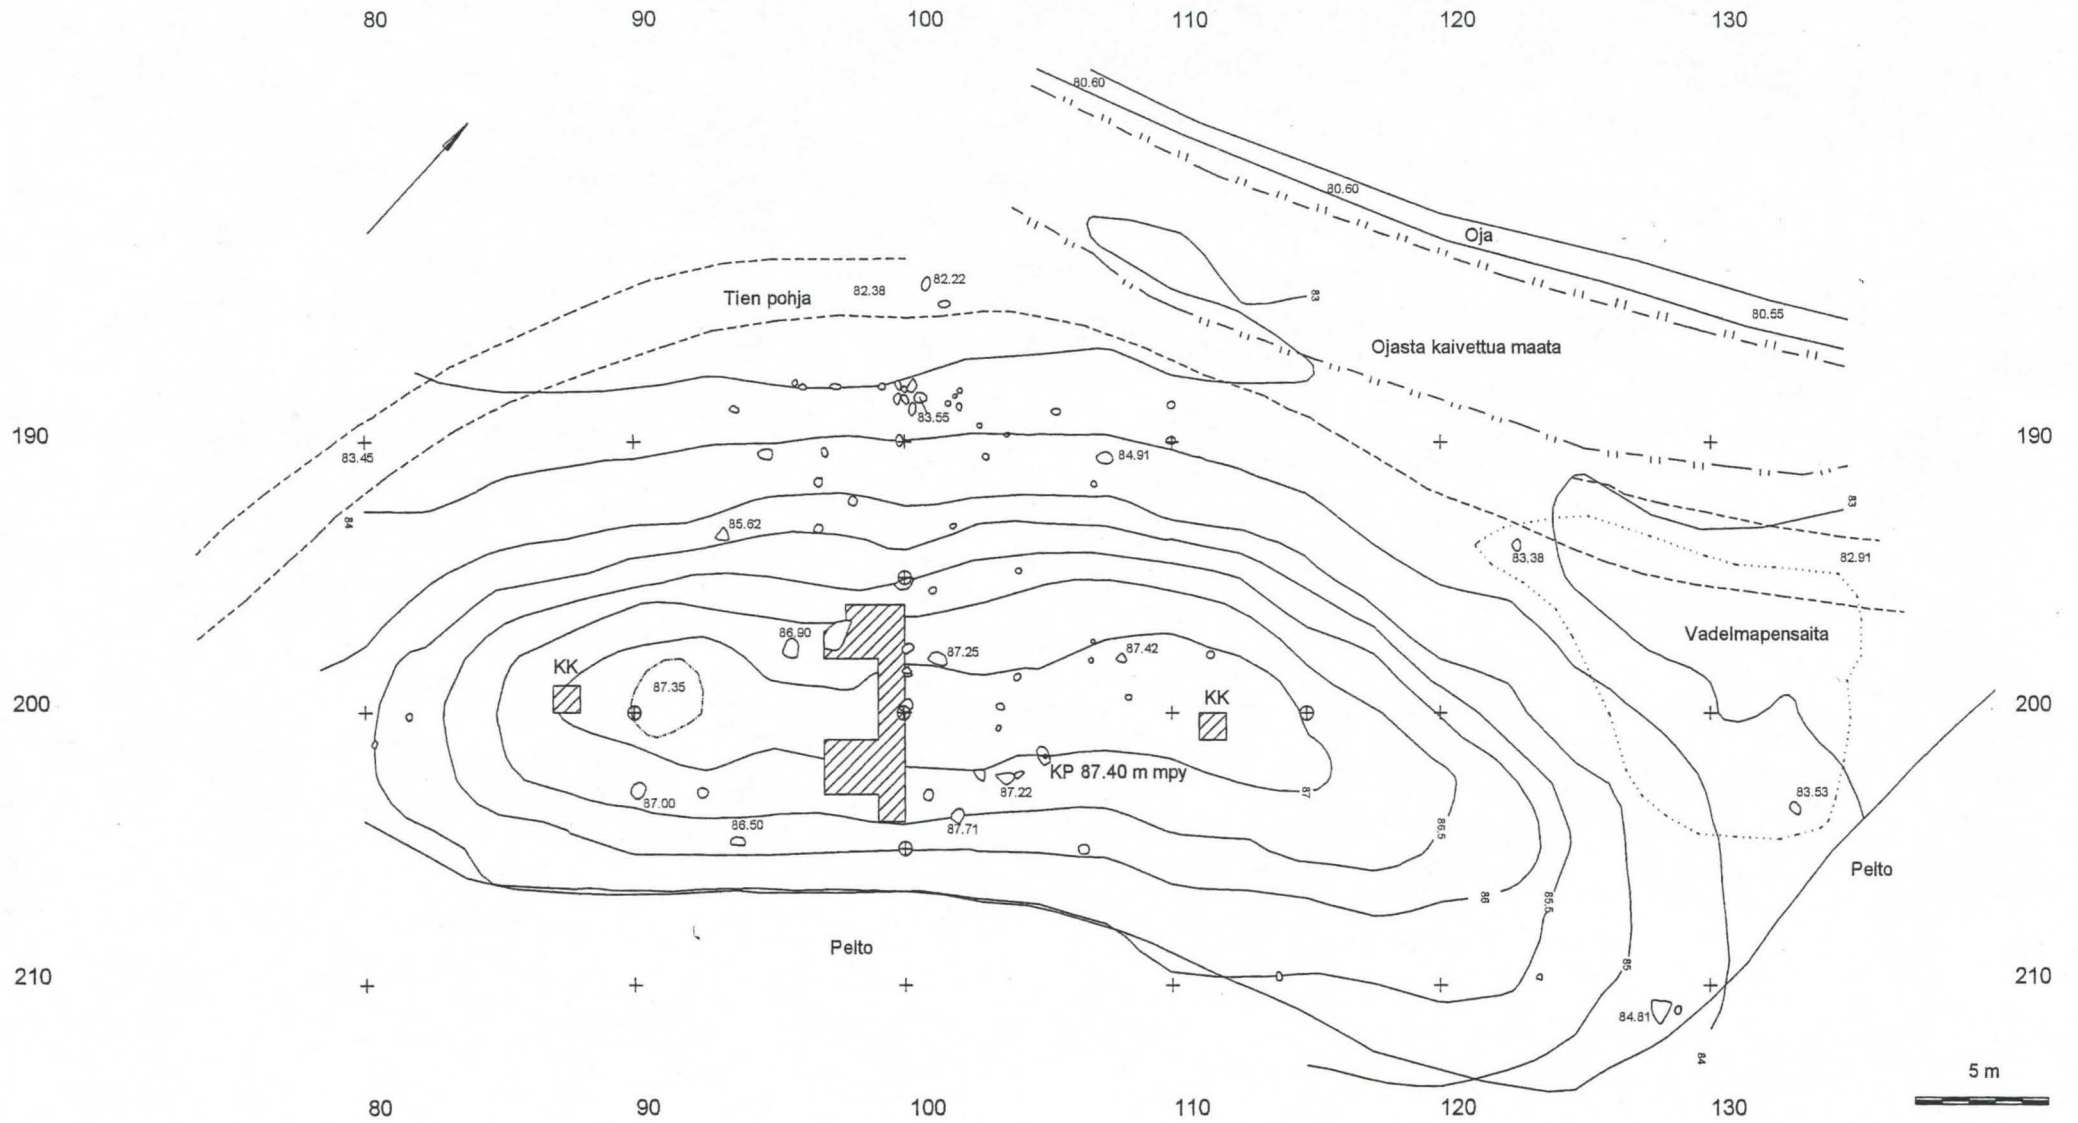 80 90 100 110 120 130
80.60
80.60
Oja
82.22
82.38
Tien pohja
83
80.55
Ojasta kaivettua maata
83.55
190 190
83.45
84.91
83
84
85.62
83.38
82.91
86.90
Vadelmapensaita
87.25
87.42
KK
87.35
KK
200 200
KP 87.40 m mpy
87.22
87
83.53
87.00
86.50
87.71
86.5
Pelto
86
85.5
Pelto
85
210 210
84.81
84
5 m
80 90 100 110 120 130